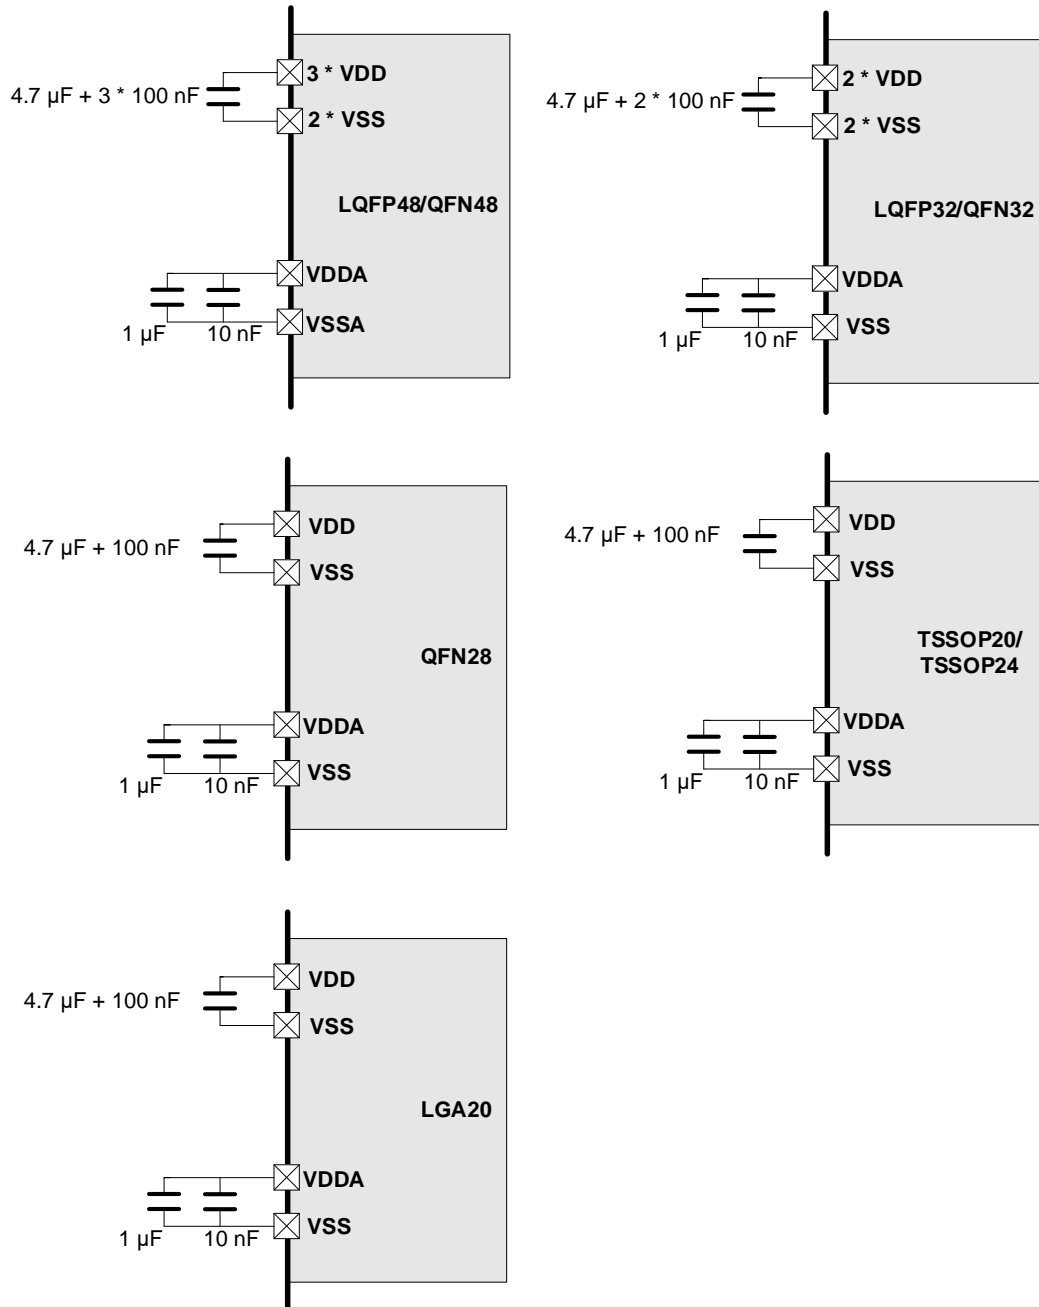 3 * VDD
4.7 µF + 3 * 100 nF
2 * VSS
LQFP48/QFN48
VDDA
VSSA
1 µF
10 nF
2 * VDD
4.7 µF + 2 * 100 nF
2 * VSS
LQFP32/QFN32
VDDA
VSS
1 µF
10 nF
VDD
4.7 µF + 100 nF
VSS
QFN28
VDDA
VSS
1 µF
10 nF
VDD
4.7 µF + 100 nF
VSS
TSSOP20/
TSSOP24
VDDA
VSS
1 µF
10 nF
VDD
4.7 µF + 100 nF
VSS
LGA20
VDDA
VSS
1 µF
10 nF